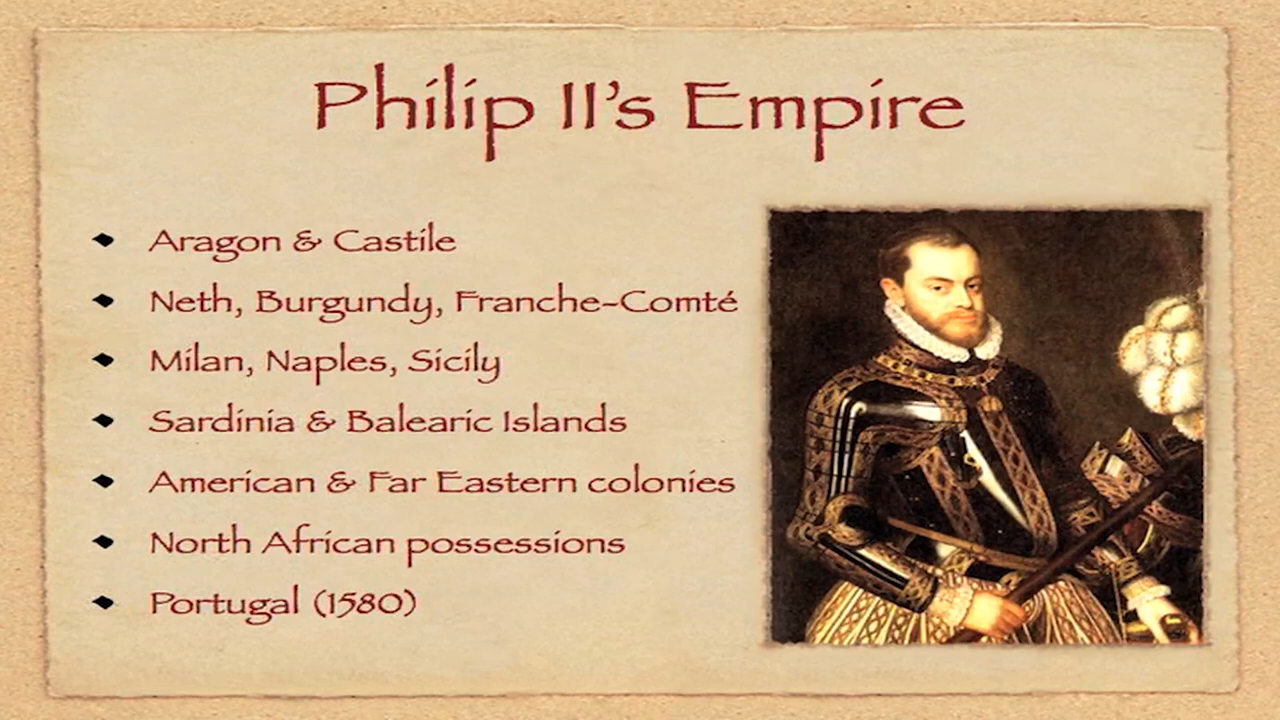 Philip II's Empire
Aragon & Castile
Neth, Burgundy, Franche-Comté
Milan, Naples, Sicily
Sardinia & Balearic Islands
American & Far Eastern colonies
North African possessions
Portugal (1580)